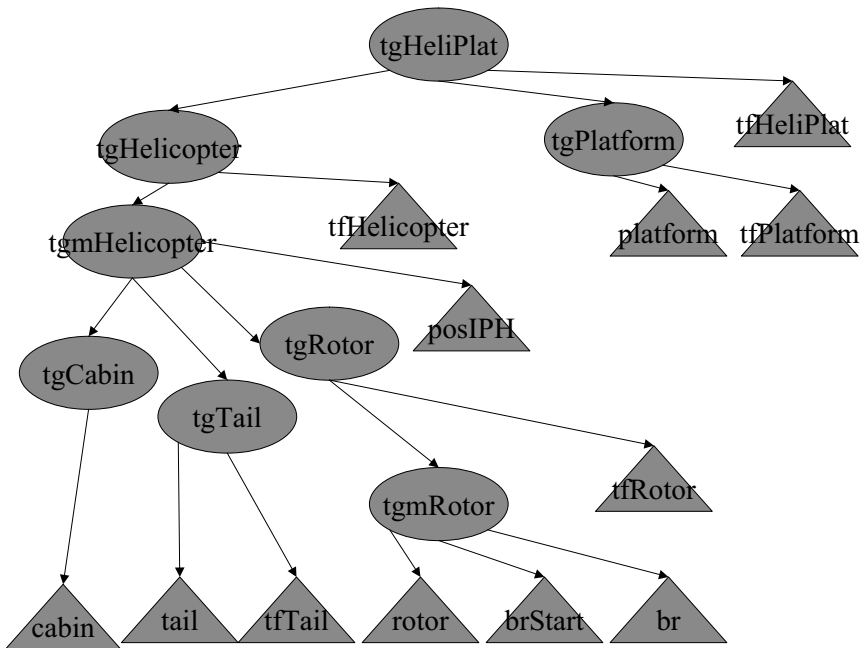 tgHeliPlat
tfHeliPlat
tgHelicopter
tgPlatform
tfHelicopter
platform
tfPlatform
tgmHelicopter
posIPH
tgRotor
tgCabin
tgTail
tfRotor
tgmRotor
cabin
tail
tfTail
rotor
brStart
br